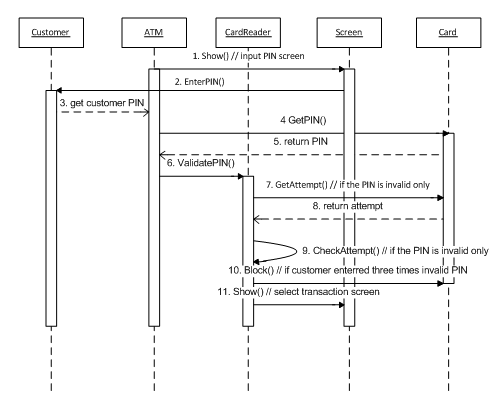 Customer
ATM
CardReader
Screen
Card
1. Show() // input PIN screen
2. EnterPIN()
3. get customer PIN
4 GetPIN()
5. return PIN
6. ValidatePIN()
7. GetAttempt() // if the PIN is invalid only
8. return attempt
9. CheckAttempt() // if the PIN is invalid only
10. Block() // if customer enterred three times invalid PIN
11. Show() // select transaction screen